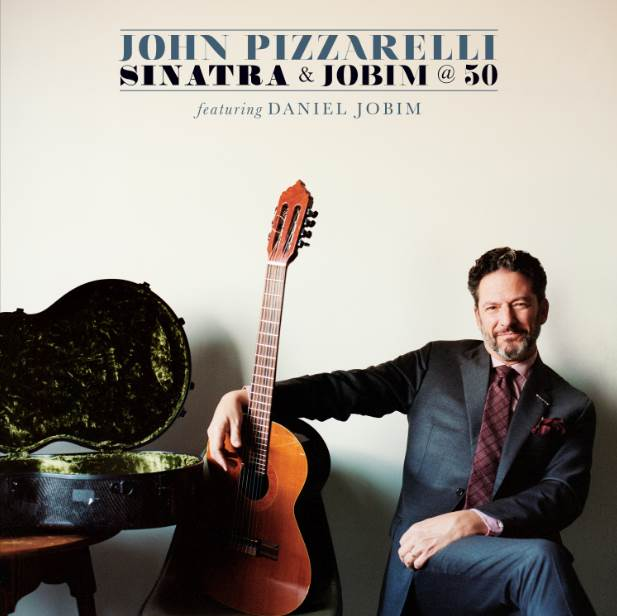 JOHN PIZZARELLI
SINATRA & JOBIM @ 50
featuring DANIEL JOBIM